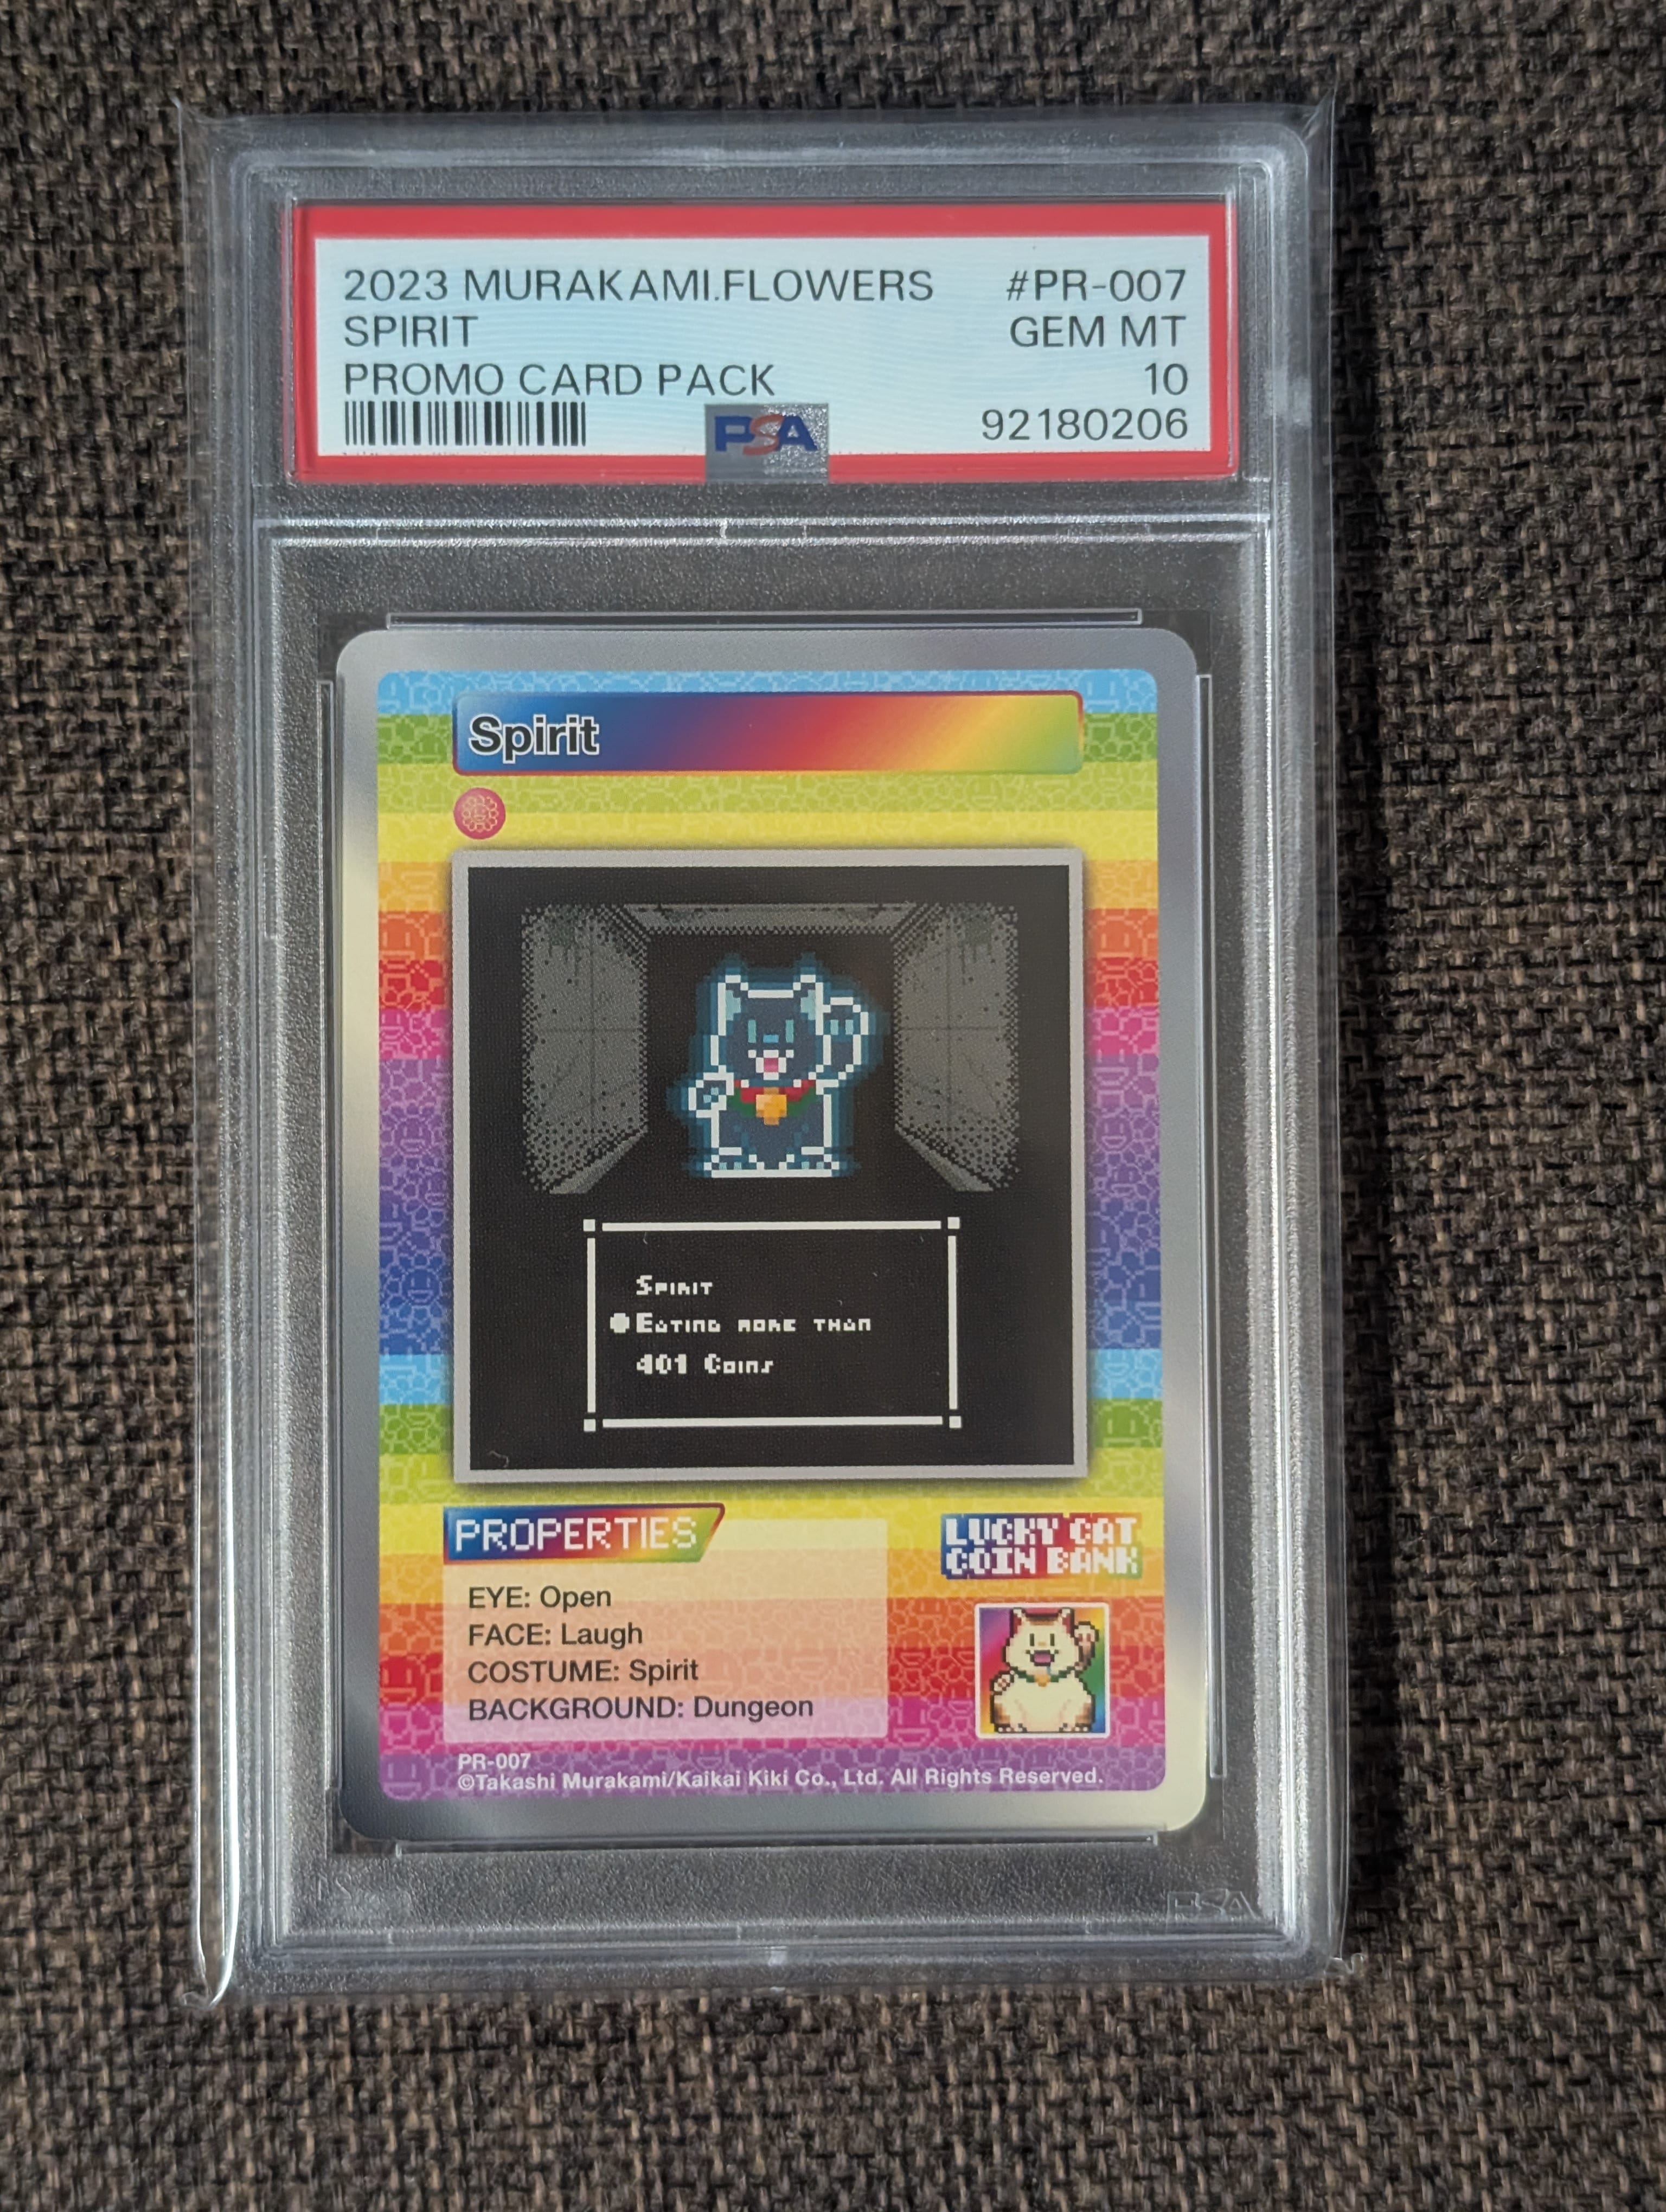 2023 MURAKAMI.FLOWERS #PR-007
SPIRIT GEM MT
PROMO CARD PACK 10
PSA 92180206
Spirit
Spirit
Eating more than
401 Coins
PROPERTIES
LUCKY CAT
COIN BANK
EYE: Open
FACE: Laugh
COSTUME: Spirit
BACKGROUND: Dungeon
PR-007
©Takashi Murakami/Kaikai Kiki Co., Ltd. All Rights Reserved.
PSA